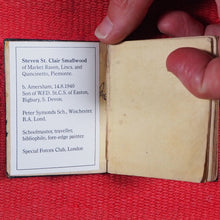 Steven St. Clair Smallwood
of Market Rasen, Lincs. and
Quincinetto, Piemonte.
b. Amersham, 14.8.1940
Son of W.F.D. St.C.S. of Easton,
Bigbury, S. Devon.
Peter Symonds Sch., Winchester.
R.A. Lond.
Schoolmaster, traveller,
bibliophile, fore-edge painter
Special Forces Club, London